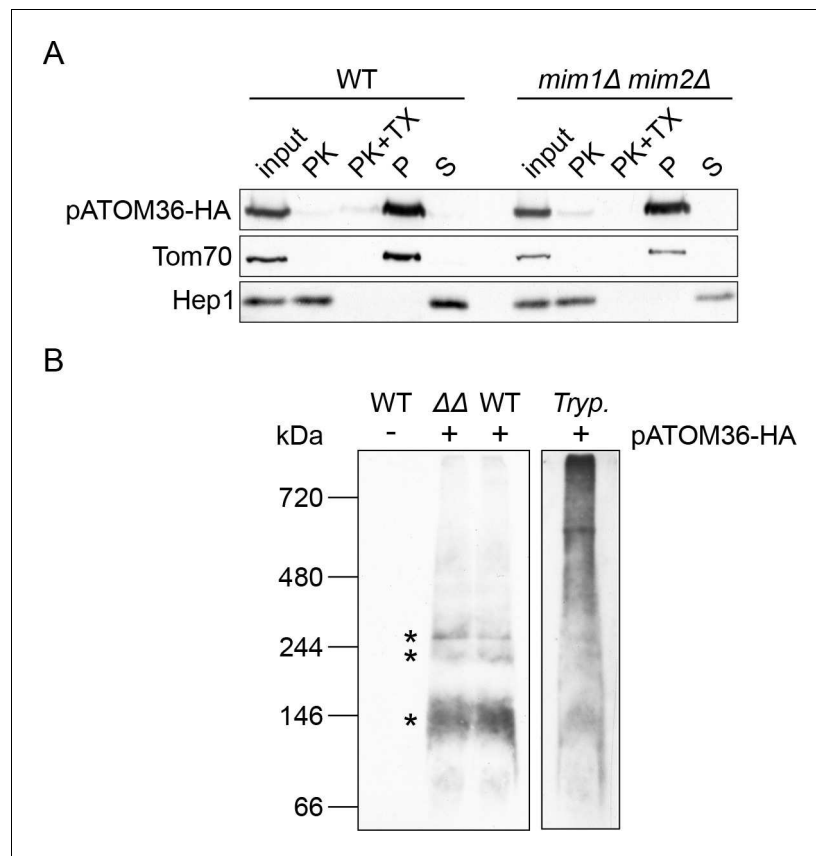 A
WT mim1Δ mim2Δ
input PK PK+TX P S input PK PK+TX P S
pATOM36-HA
Tom70
Hep1
B
WT ΔΔ WT Tryp.
kDa - + + + pATOM36-HA
720
480
*
244
*
146 *
66